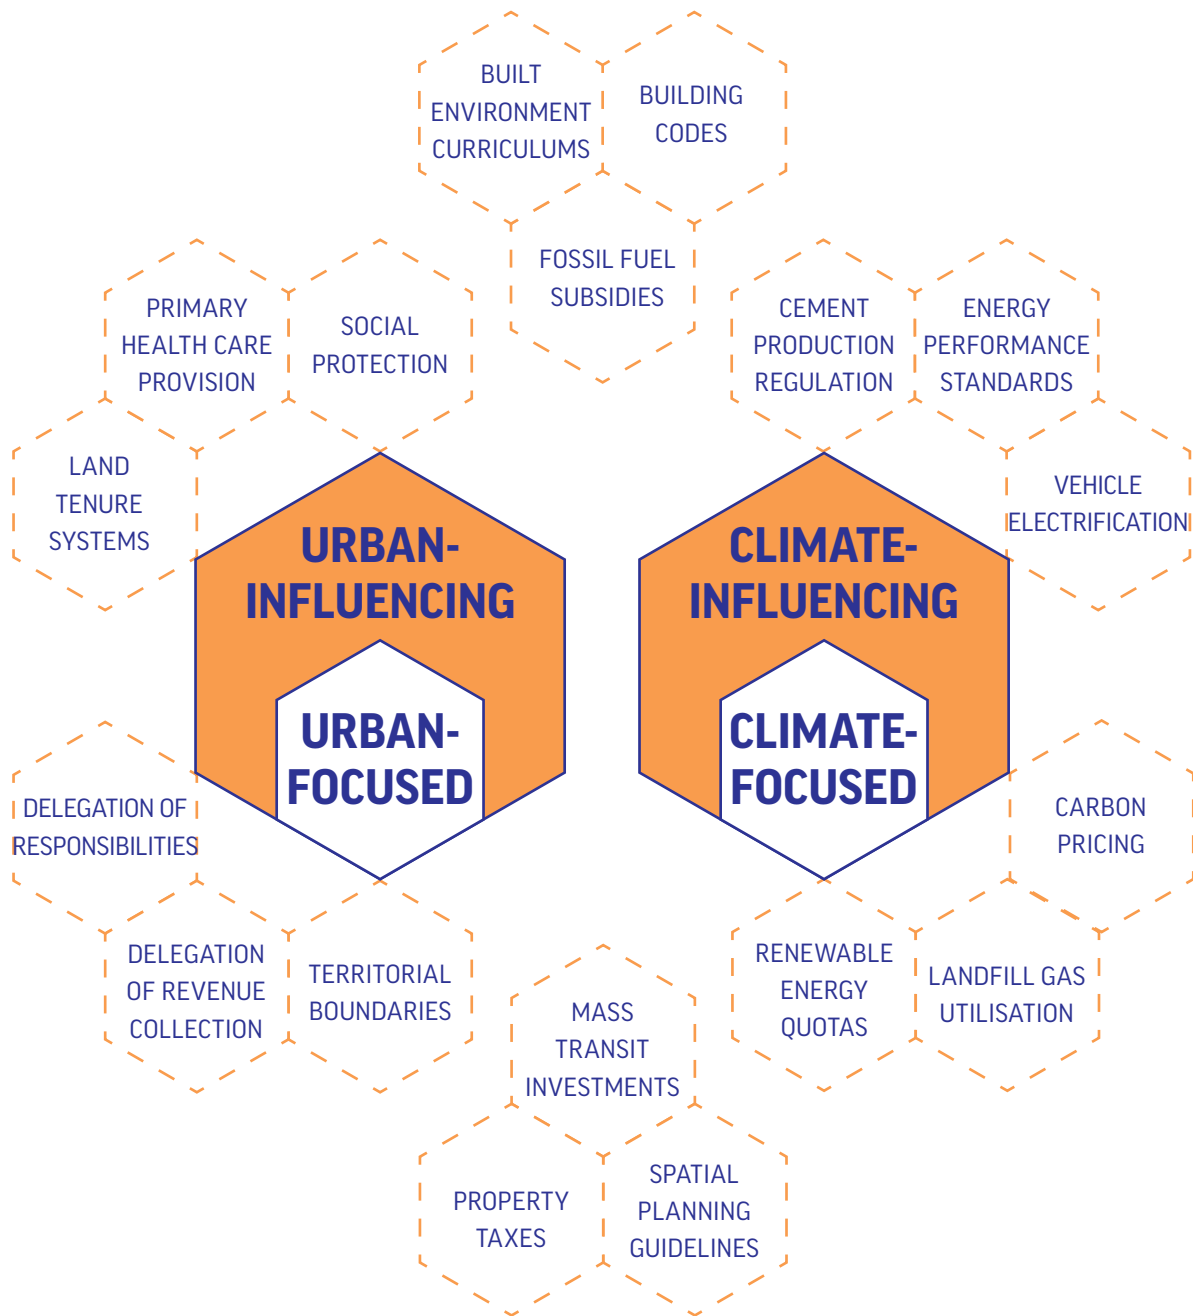 BUILT
ENVIRONMENT
CURRICULUMS
BUILDING
CODES
FOSSIL FUEL
SUBSIDIES
PRIMARY
HEALTH CARE
PROVISION
SOCIAL
PROTECTION
LAND
TENURE
SYSTEMS
CEMENT
PRODUCTION
REGULATION
ENERGY
PERFORMANCE
STANDARDS
VEHICLE
ELECTRIFICATION
URBAN-
INFLUENCING
URBAN-
FOCUSED
CLIMATE-
INFLUENCING
CLIMATE-
FOCUSED
DELEGATION OF
RESPONSIBILITIES
DELEGATION
OF REVENUE
COLLECTION
TERRITORIAL
BOUNDARIES
CARBON
PRICING
RENEWABLE
ENERGY
QUOTAS
LANDFILL GAS
UTILISATION
MASS
TRANSIT
INVESTMENTS
PROPERTY
TAXES
SPATIAL
PLANNING
GUIDELINES